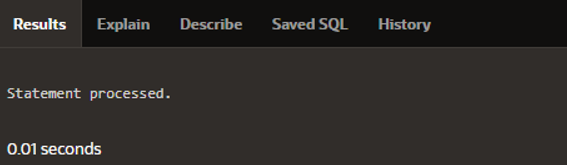 Results Explain Describe Saved SQL History
Statement processed.
0.01 seconds